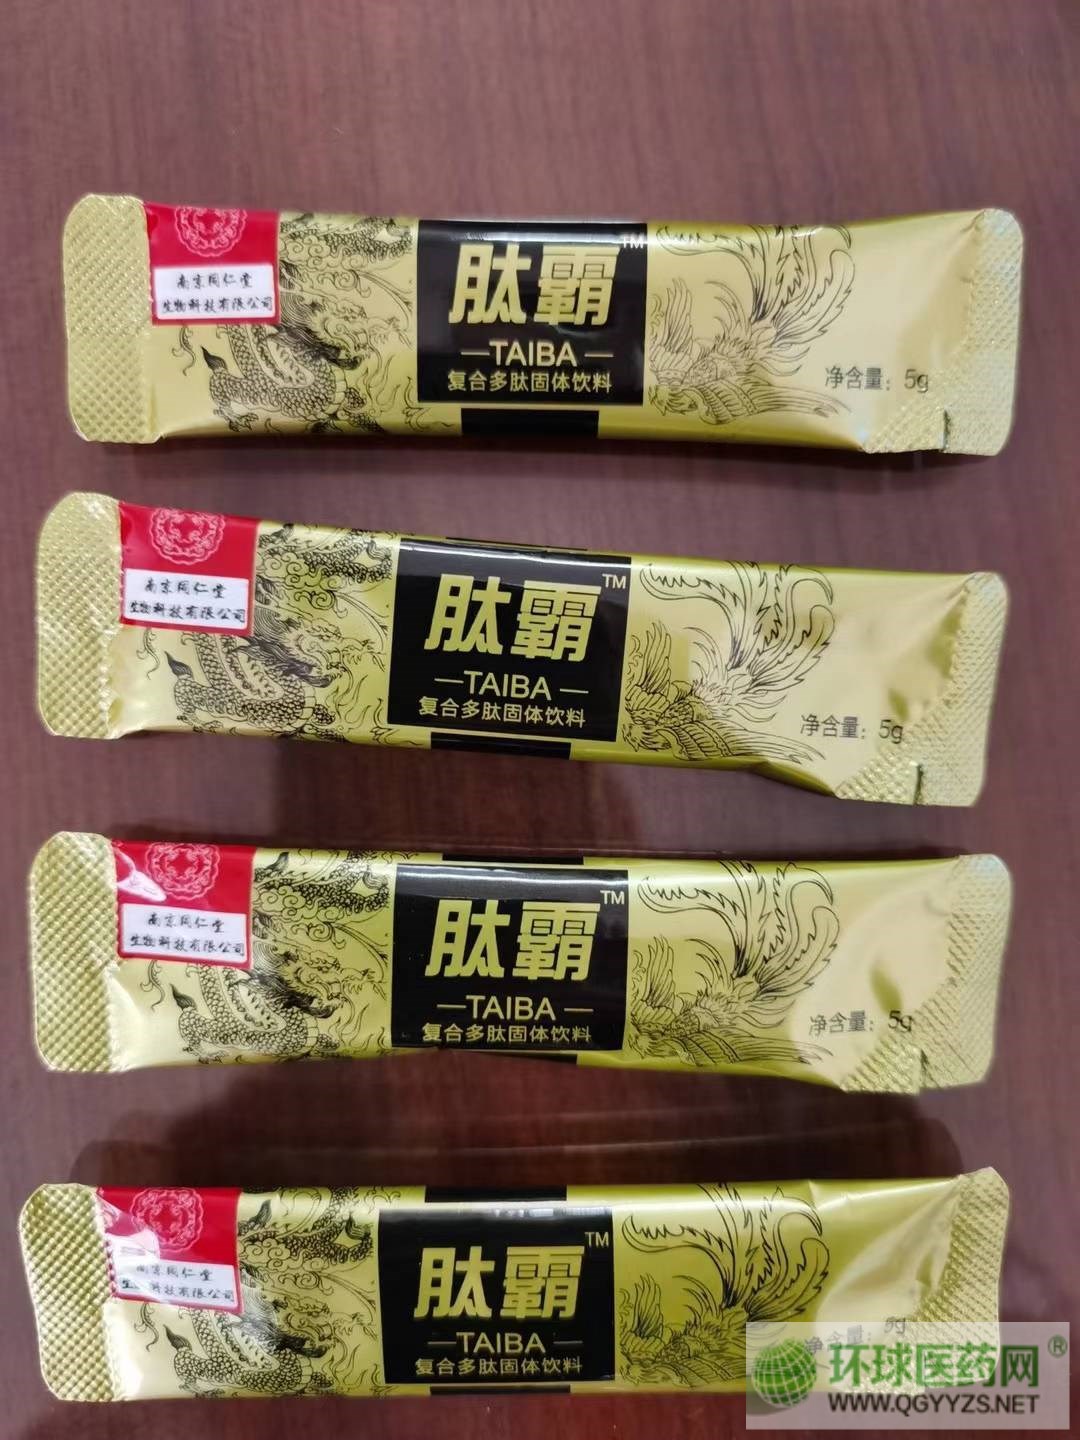 南京同仁堂
生物科技有限公司
肽霸™
TAIBA
复合多肽固体饮料
净含量：5g
南京同仁堂
生物科技有限公司
肽霸™
TAIBA
复合多肽固体饮料
净含量：5g
南京同仁堂
生物科技有限公司
肽霸™
TAIBA
复合多肽固体饮料
净含量：5g
南京同仁堂
生物科技有限公司
肽霸™
TAIBA
复合多肽固体饮料
净含量：5g
环球医药网®
WWW.QGYYZS.NET